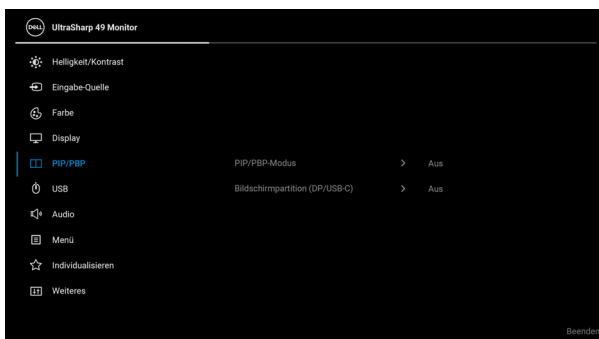 DELL UltraSharp 49 Monitor
Helligkeit/Kontrast
Eingabe-Quelle
Farbe
Display
PIP/PBP PIP/PBP-Modus > Aus
USB Bildschirmpartition (DP/USB-C) > Aus
Audio
Menü
Individualisieren
Weiteres
Beenden